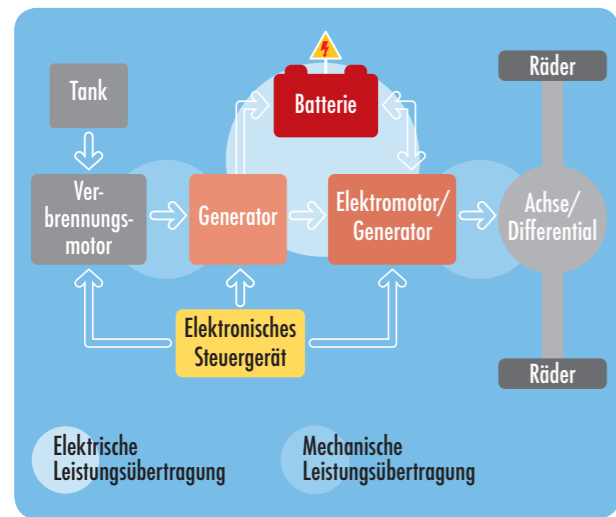 Räder
Tank
Batterie
Ver-
brennungs-
motor
Generator
Elektromotor/
Generator
Achse/
Differential
Elektronisches
Steuergerät
Räder
Elektrische
Leistungsübertragung
Mechanische
Leistungsübertragung